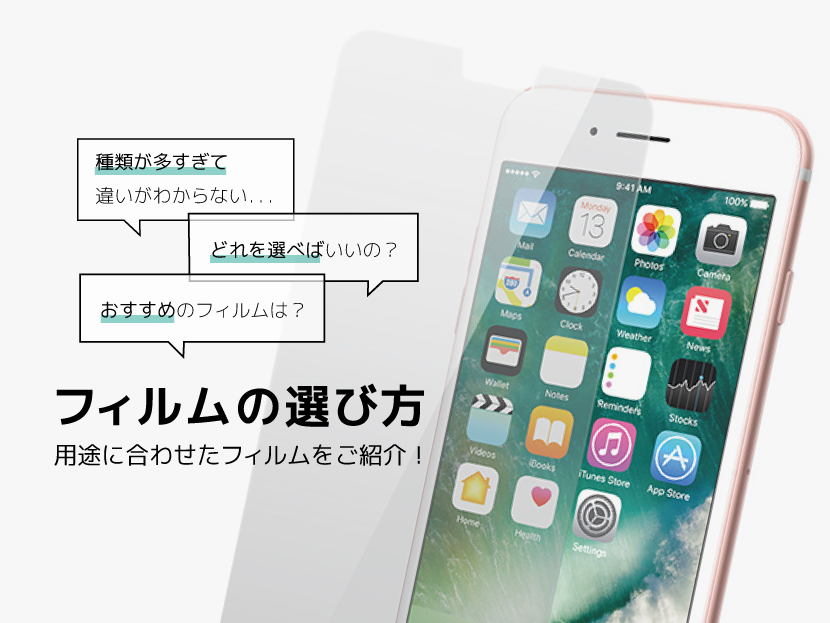 種類が多すぎて
違いがわからない...
どれを選べばいいの？
おすすめのフィルムは？
フィルムの選び方
用途に合わせたフィルムをご紹介！
9:41 AM
100%
Monday
13
Mail
Calendar
Photos
Camera
280
Maps
Clock
Weather
News
Wallet
Notes
Reminders
Stocks
Videos
iBooks
iTunes Store
App Store
Home
Health
Settings